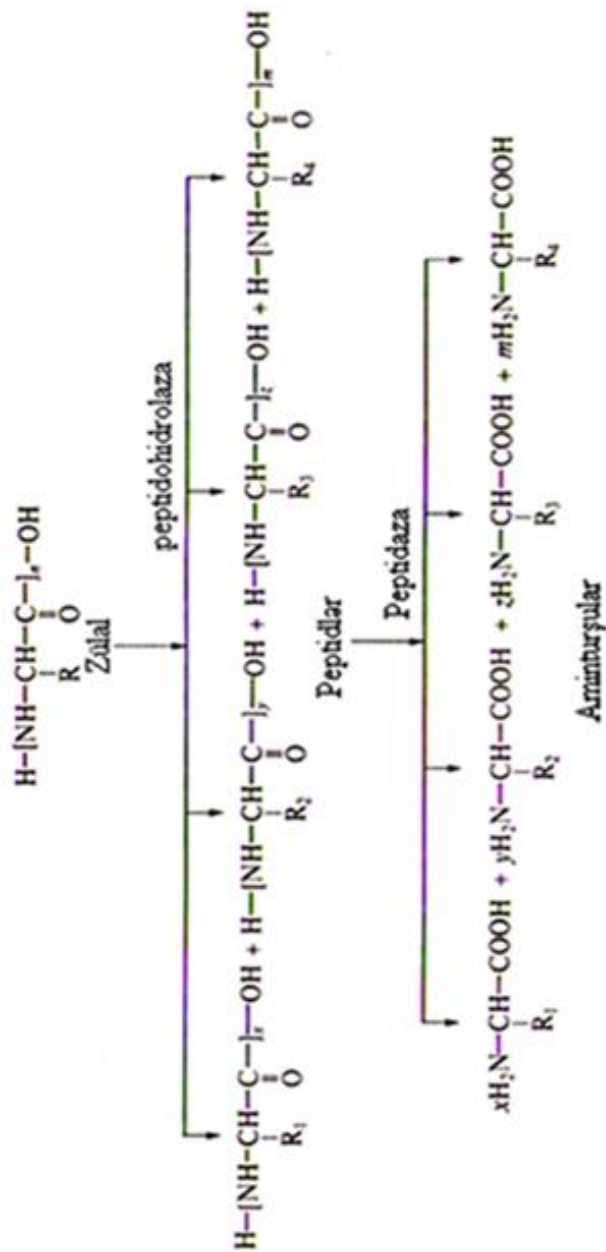 H–[NH–CH–C–]ₙ–OH
R O
Zülal
peptidohidrolaza
H–[NH–CH–C–]ₓ–OH + H–[NH–CH–C–]ᵧ–OH + H–[NH–CH–C–]z–OH + H–[NH–CH–C–]ₘ–OH
R₁ O R₂ O R₃ O R₄ O
Peptidlər
Peptidaza
xH₂N–CH–COOH + yH₂N–CH–COOH + zH₂N–CH–COOH + mH₂N–CH–COOH
R₁ R₂ R₃ R₄
Aminturşular